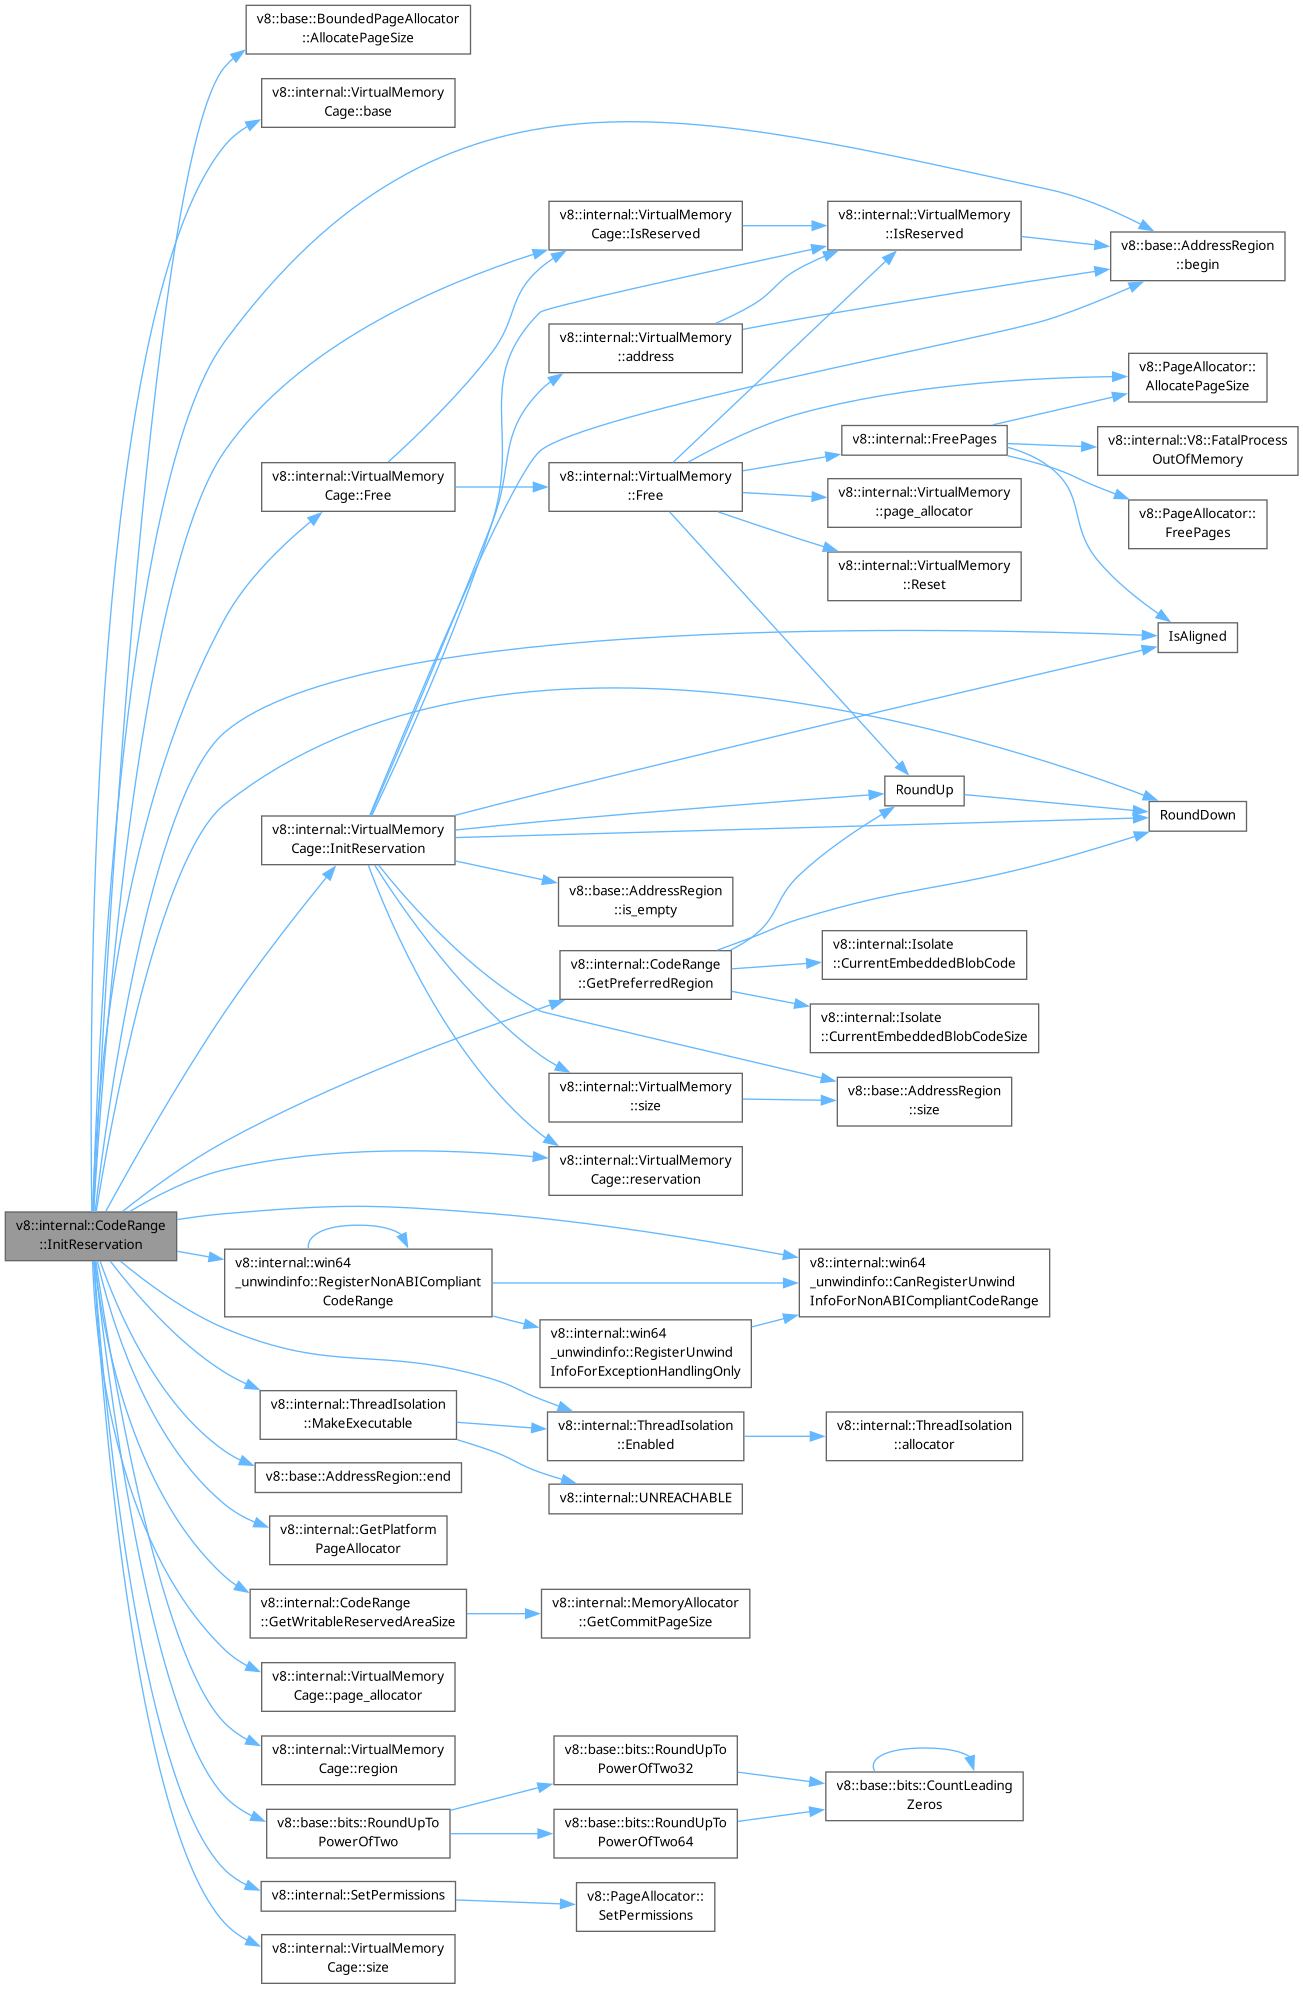 v8::base::BoundedPageAllocator
::AllocatePageSize
v8::internal::VirtualMemory
Cage::base
v8::internal::VirtualMemory
Cage::IsReserved
v8::internal::VirtualMemory
::IsReserved
v8::base::AddressRegion
::begin
v8::internal::VirtualMemory
::address
v8::PageAllocator::
AllocatePageSize
v8::internal::FreePages
v8::internal::V8::FatalProcess
OutOfMemory
v8::internal::VirtualMemory
Cage::Free
v8::internal::VirtualMemory
::Free
v8::internal::VirtualMemory
::page_allocator
v8::PageAllocator::
FreePages
v8::internal::VirtualMemory
::Reset
IsAligned
RoundUp
RoundDown
v8::internal::VirtualMemory
Cage::InitReservation
v8::base::AddressRegion
::is_empty
v8::internal::CodeRange
::GetPreferredRegion
v8::internal::Isolate
::CurrentEmbeddedBlobCode
v8::internal::Isolate
::CurrentEmbeddedBlobCodeSize
v8::internal::VirtualMemory
::size
v8::base::AddressRegion
::size
v8::internal::VirtualMemory
Cage::reservation
v8::internal::CodeRange
::InitReservation
v8::internal::win64
_unwindinfo::RegisterNonABICompliant
CodeRange
v8::internal::win64
_unwindinfo::CanRegisterUnwind
InfoForNonABICompliantCodeRange
v8::internal::win64
_unwindinfo::RegisterUnwind
InfoForExceptionHandlingOnly
v8::internal::ThreadIsolation
::MakeExecutable
v8::internal::ThreadIsolation
::Enabled
v8::internal::ThreadIsolation
::allocator
v8::base::AddressRegion::end
v8::internal::UNREACHABLE
v8::internal::GetPlatform
PageAllocator
v8::internal::CodeRange
::GetWritableReservedAreaSize
v8::internal::MemoryAllocator
::GetCommitPageSize
v8::internal::VirtualMemory
Cage::page_allocator
v8::internal::VirtualMemory
Cage::region
v8::base::bits::RoundUpTo
PowerOfTwo32
v8::base::bits::CountLeading
Zeros
v8::base::bits::RoundUpTo
PowerOfTwo
v8::base::bits::RoundUpTo
PowerOfTwo64
v8::internal::SetPermissions
v8::PageAllocator::
SetPermissions
v8::internal::VirtualMemory
Cage::size